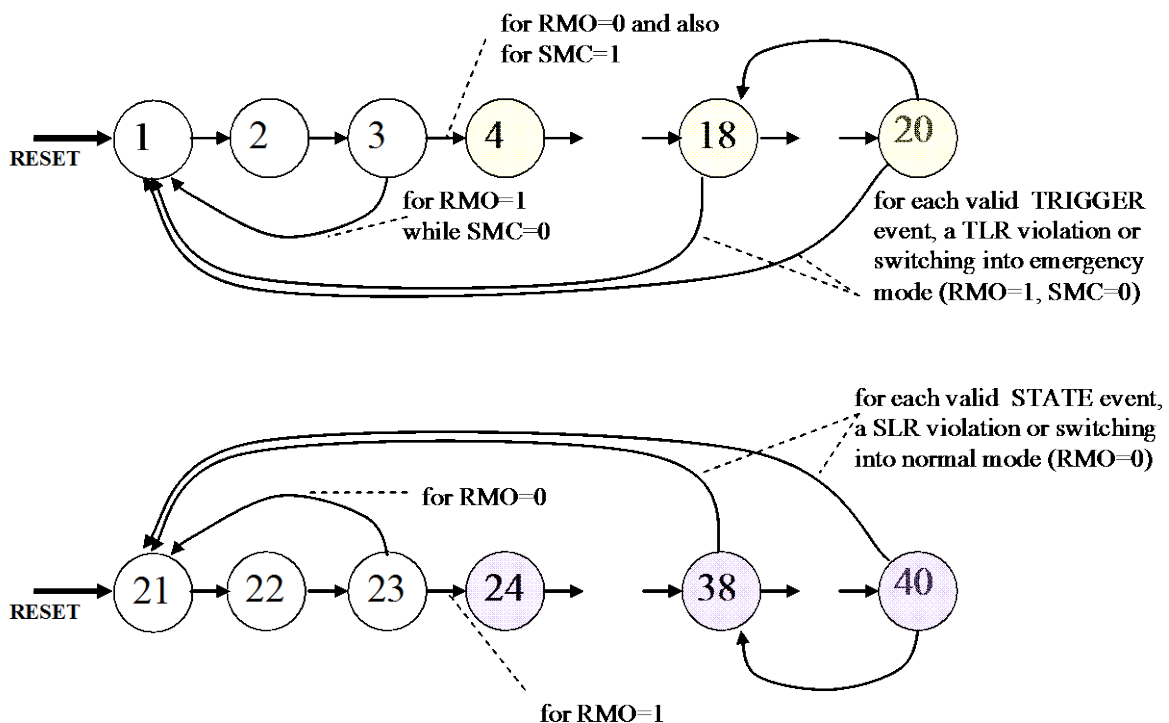 for RMO=0 and also
for SMC=1
1
2
3
4
18
20
RESET
for RMO=1
while SMC=0
for each valid TRIGGER
event, a TLR violation or
switching into emergency
mode (RMO=1, SMC=0)
for each valid STATE event,
a SLR violation or switching
into normal mode (RMO=0)
for RMO=0
21
22
23
24
38
40
RESET
for RMO=1